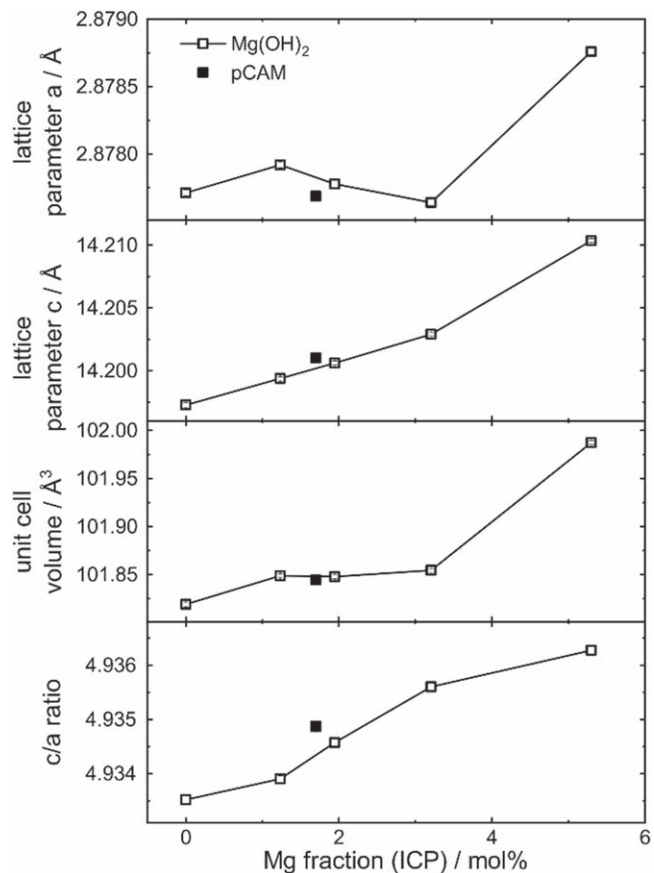 lattice
parameter a / Å
2.8790
2.8785
2.8780
Mg(OH)2
pCAM
lattice
parameter c / Å
14.210
14.205
14.200
unit cell
volume / Å³
102.00
101.95
101.90
101.85
c/a ratio
4.936
4.935
4.934
0 2 4 6
Mg fraction (ICP) / mol%